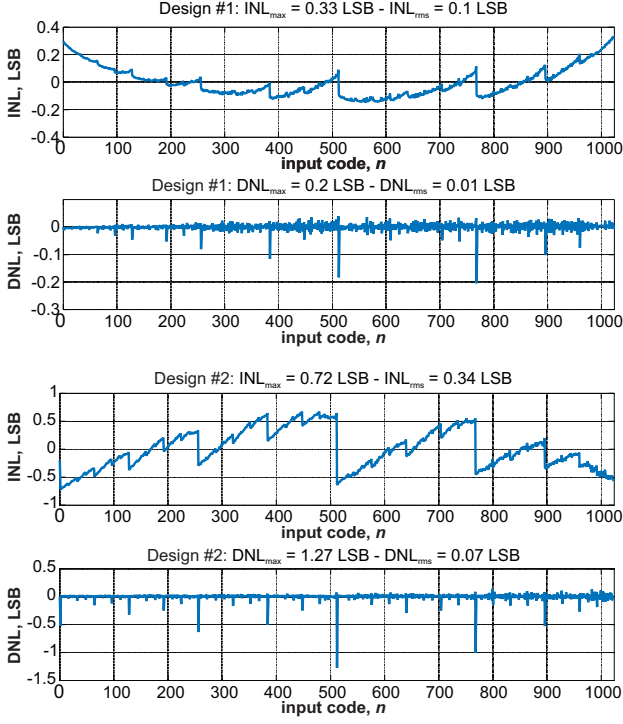 Design #1: INLmax = 0.33 LSB - INLrms = 0.1 LSB
INL, LSB
0.4
0.2
0
-0.2
-0.4
0 100 200 300 400 500 600 700 800 900 1000
input code, n
Design #1: DNLmax = 0.2 LSB - DNLrms = 0.01 LSB
DNL, LSB
0
-0.1
-0.2
-0.3
0 100 200 300 400 500 600 700 800 900 1000
input code, n
Design #2: INLmax = 0.72 LSB - INLrms = 0.34 LSB
INL, LSB
1
0.5
0
-0.5
-1
0 100 200 300 400 500 600 700 800 900 1000
input code, n
Design #2: DNLmax = 1.27 LSB - DNLrms = 0.07 LSB
DNL, LSB
0.5
0
-0.5
-1
-1.5
0 100 200 300 400 500 600 700 800 900 1000
input code, n